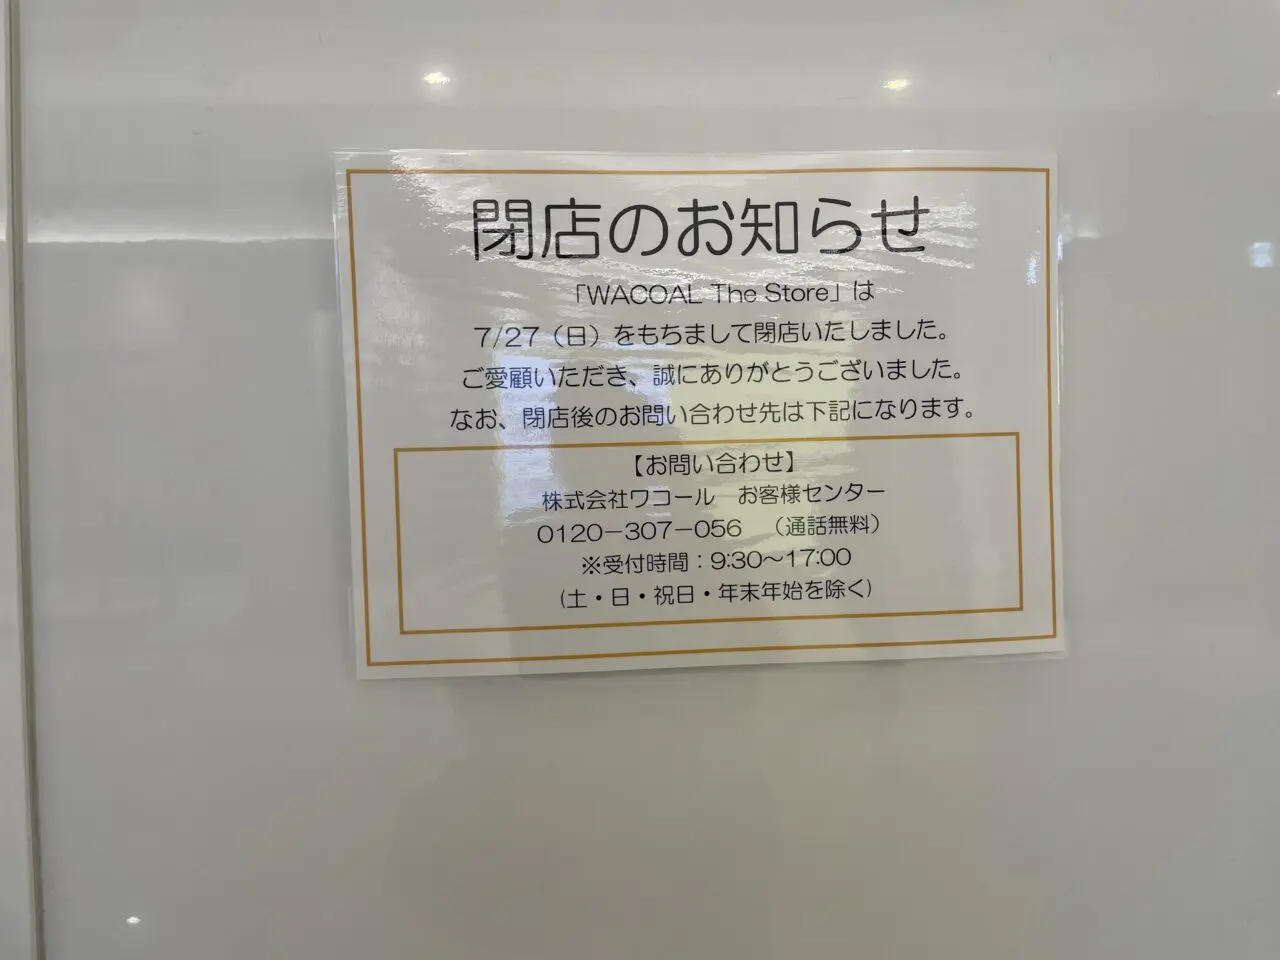 閉店のお知らせ
「WACOAL The Store」は
7/27（日）をもちまして閉店いたしました。
ご愛顧いただき、誠にありがとうございました。
なお、閉店後のお問い合わせ先は下記になります。
【お問い合わせ】
株式会社ワコール　お客様センター
0120－307－056　（通話無料）
※受付時間：9:30～17:00
(土・日・祝日・年末年始を除く)